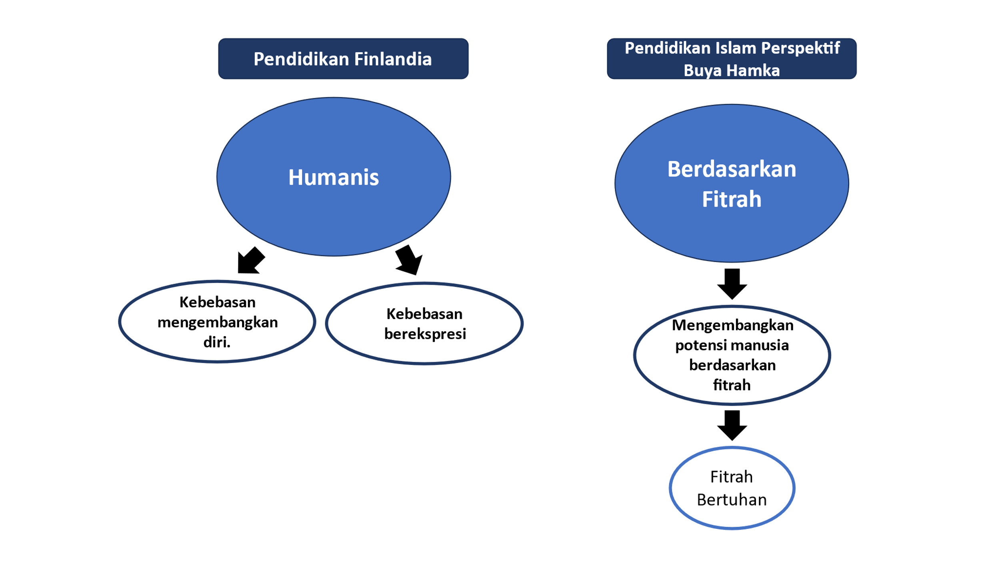 Pendidikan Finlandia
Humanis
Kebebasan
mengembangkan
diri.
Kebebasan
berekspresi
Pendidikan Islam Perspektif
Buya Hamka
Berdasarkan
Fitrah
Mengembangkan
potensi manusia
berdasarkan
fitrah
Fitrah
Bertuhan